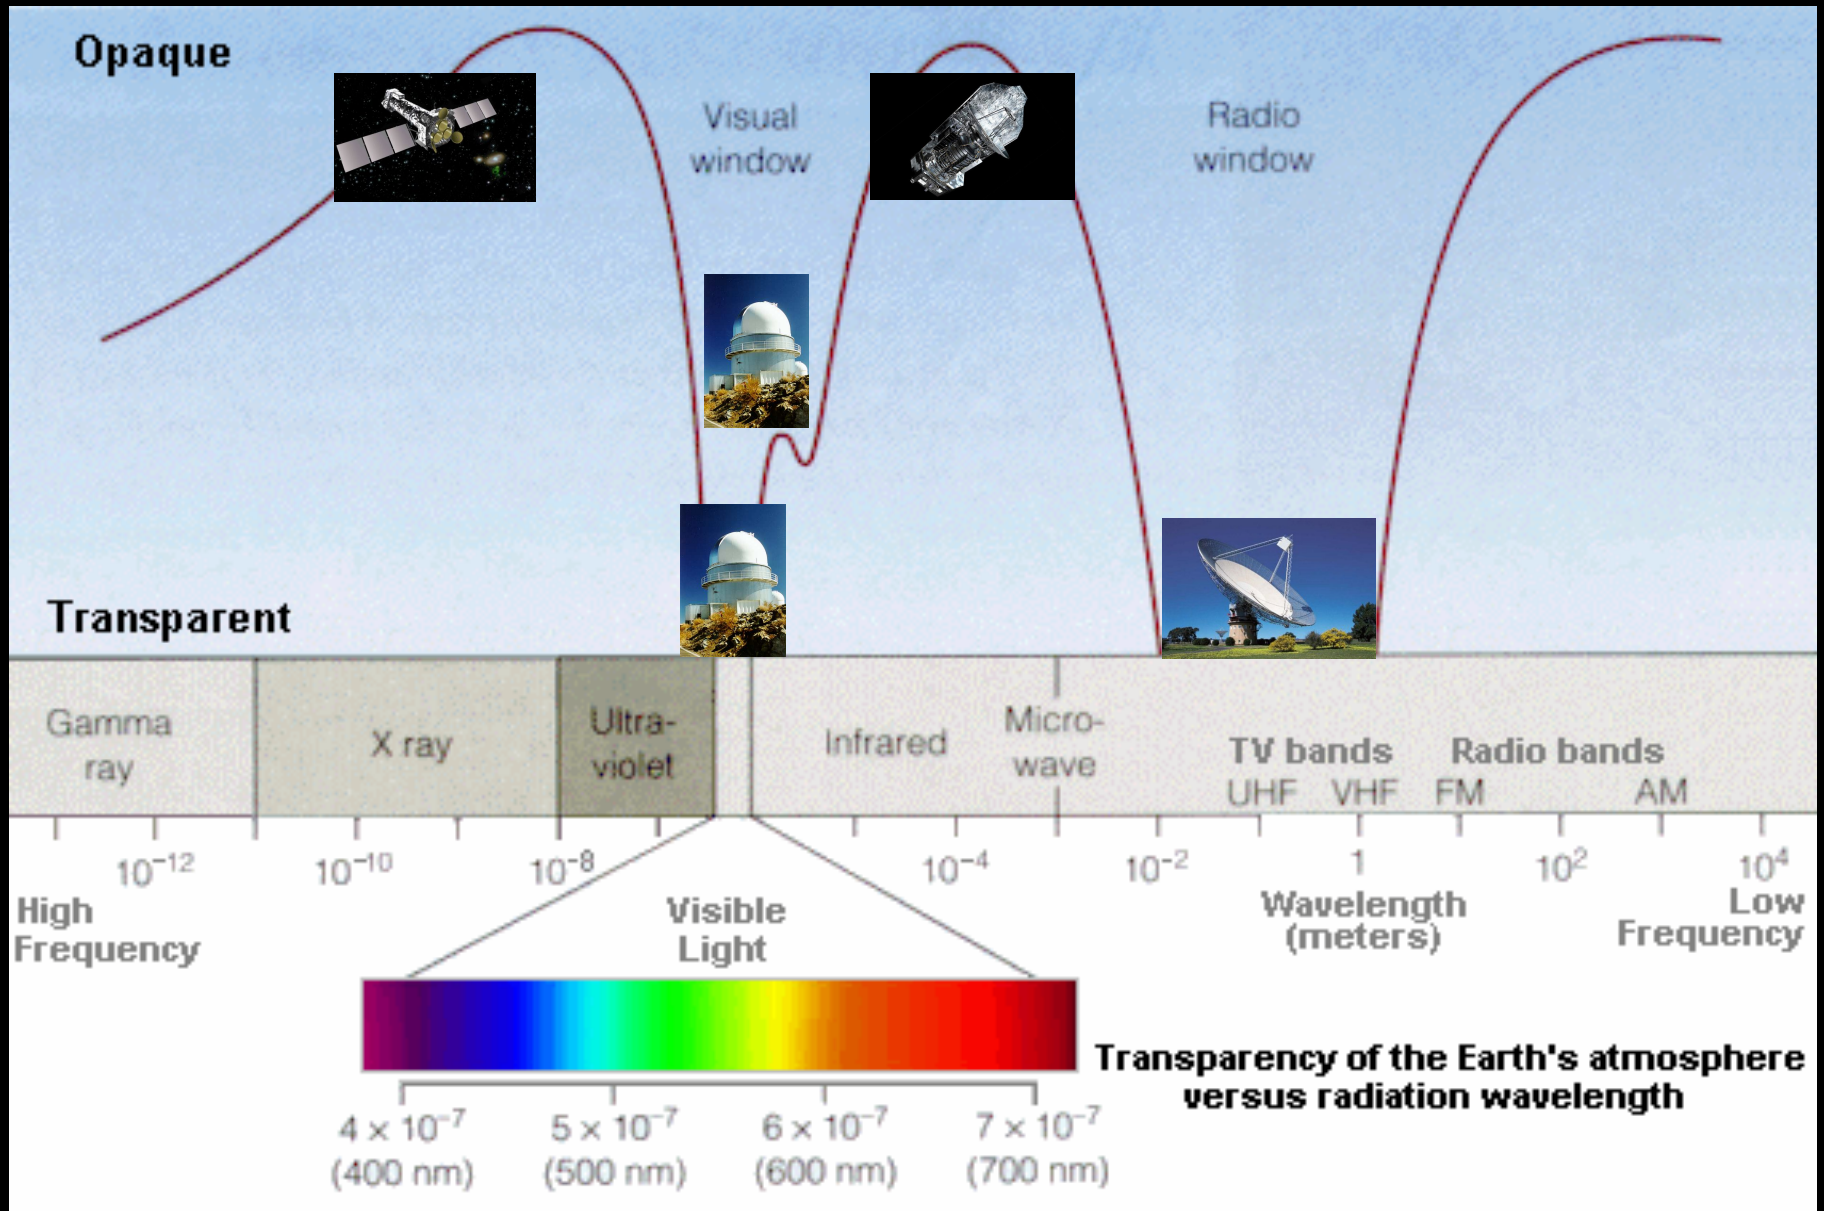 Opaque
Visual
window
Radio
window
Transparent
Gamma
ray
X ray
Ultra-
violet
Infrared
Micro-
wave
TV bands
UHF VHF
Radio bands
FM AM
10⁻¹² 10⁻¹⁰ 10⁻⁸ 10⁻⁴ 10⁻² 1 10² 10⁴
High
Frequency
Visible
Light
Wavelength
(meters)
Low
Frequency
4 × 10⁻⁷ 5 × 10⁻⁷ 6 × 10⁻⁷ 7 × 10⁻⁷
(400 nm) (500 nm) (600 nm) (700 nm)
Transparency of the Earth's atmosphere
versus radiation wavelength